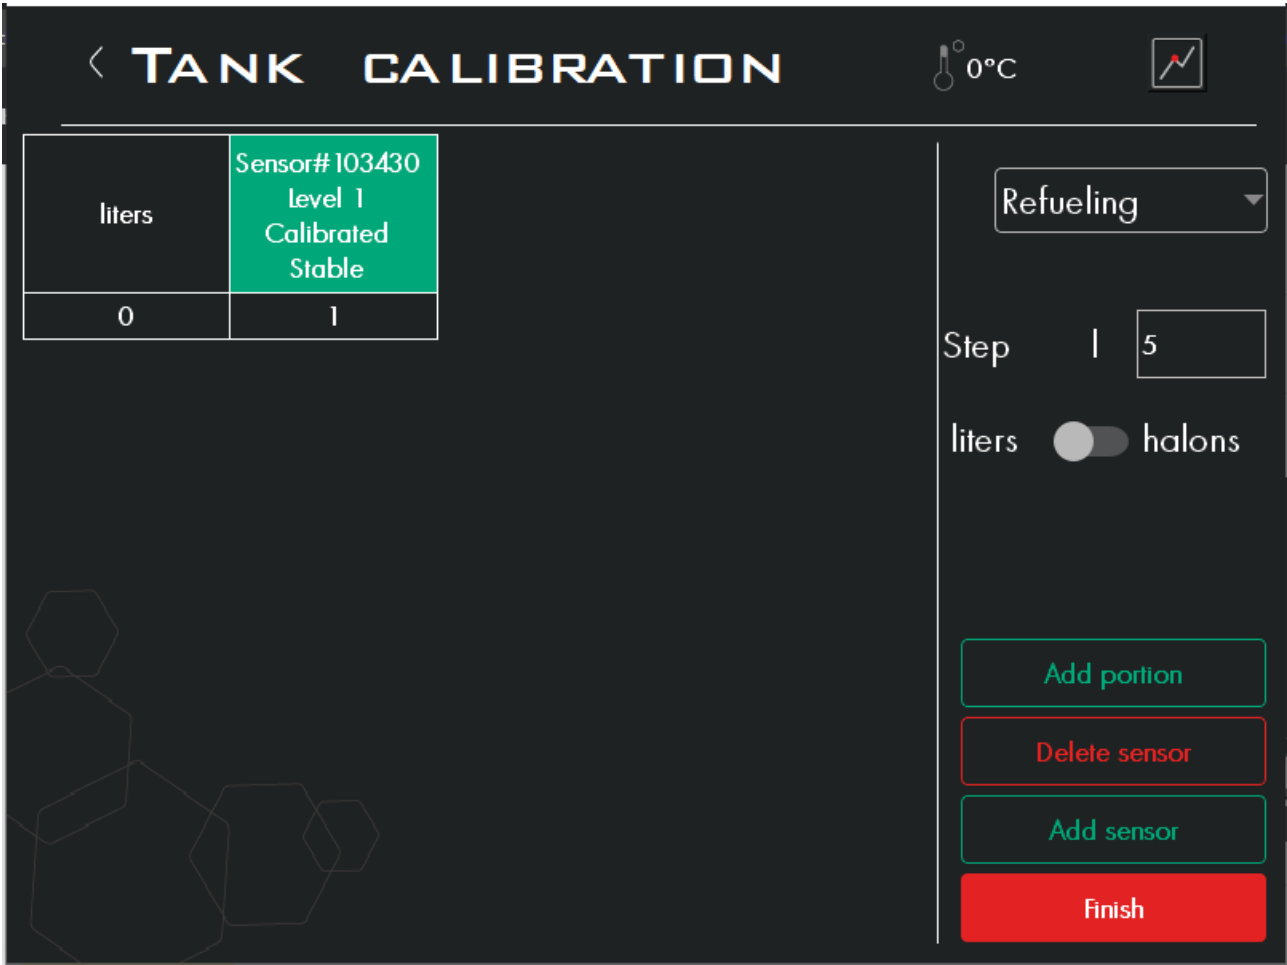 TANK CALIBRATION
0°C
liters
Sensor#103430
Level 1
Calibrated
Stable
0
1
Refueling
Step
l
5
liters
halons
Add portion
Delete sensor
Add sensor
Finish